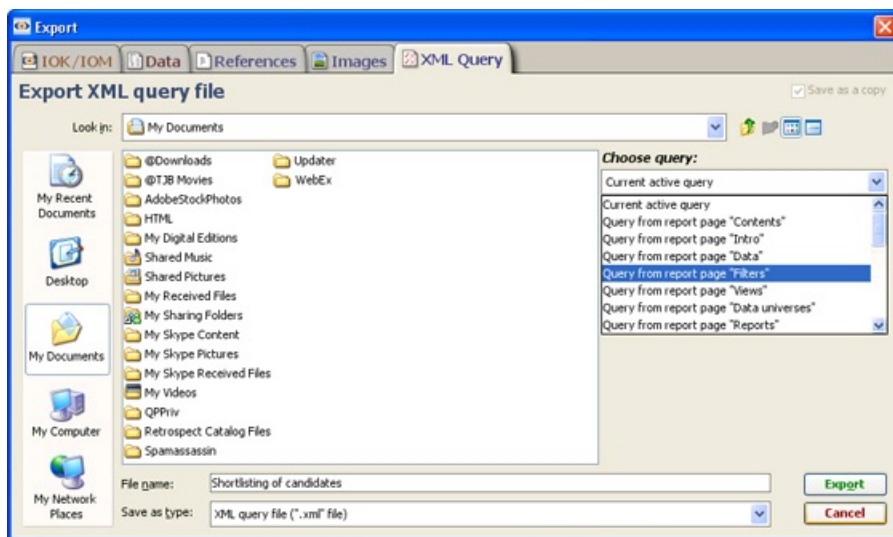 Export
IOK/IOM Data References Images XML Query
Export XML query file
Save as a copy
Look in: My Documents
My Recent Documents
Desktop
My Documents
My Computer
My Network Places
@Downloads
@TJB Movies
AdobeStockPhotos
HTML
My Digital Editions
Shared Music
Shared Pictures
My Received Files
My Sharing Folders
My Skype Content
My Skype Pictures
My Skype Received Files
My Videos
QPPriv
Retrospect Catalog Files
Spamassassin
Updater
WebEx
Choose query:
Current active query
Current active query
Query from report page "Contents"
Query from report page "Intro"
Query from report page "Data"
Query from report page "Filters"
Query from report page "Views"
Query from report page "Data universes"
Query from report page "Reports"
File name: Shortlisting of candidates
Export
Save as type: XML query file (".xml" file)
Cancel